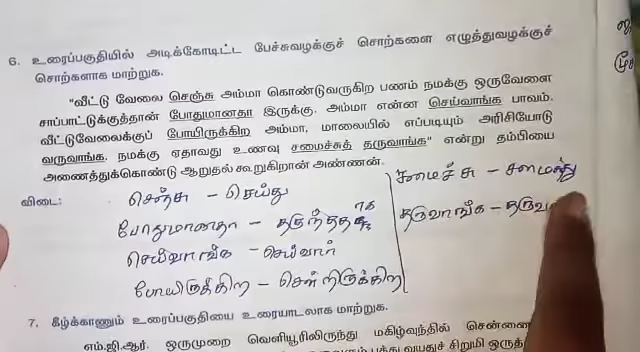 6. உரைப்பகுதியில் அடிக்கோடிட்ட பேச்சுவழக்குச் சொற்களை எழுத்துவழக்குச்
சொற்களாக மாற்றுக.
"வீட்டு வேலை செஞ்சு அம்மா கொண்டுவருகிற பணம் நமக்கு ஒருவேளை
சாப்பாட்டுக்குத்தான் போதுமானதா இருக்கு. அம்மா என்ன செய்வாங்க பாவம்.
வீட்டுவேலைக்குப் போயிருக்கிற அம்மா, மாலையில் எப்படியும் அரிசியோடு
வருவாங்க. நமக்கு ஏதாவது உணவு சமைச்சுத் தருவாங்க" என்று தம்பியை
அணைத்துக்கொண்டு ஆறுதல் கூறுகிறான் அண்ணன்.
விடை:
செஞ்சு – செய்து
போதுமானதா –
செய்வாங்க – செய்வார்
போயிருக்கிற – சென்றிருக்கிற
சமைச்சு – சமைத்து
தருவாங்க –
7. கீழ்க்காணும் உரைப்பகுதியை உரையாடலாக மாற்றுக.
எம்.ஜி.ஆர். ஒருமுறை வெளியூரிலிருந்து மகிழ்வுந்தில்
பத்து வயதுச் சிறுமி